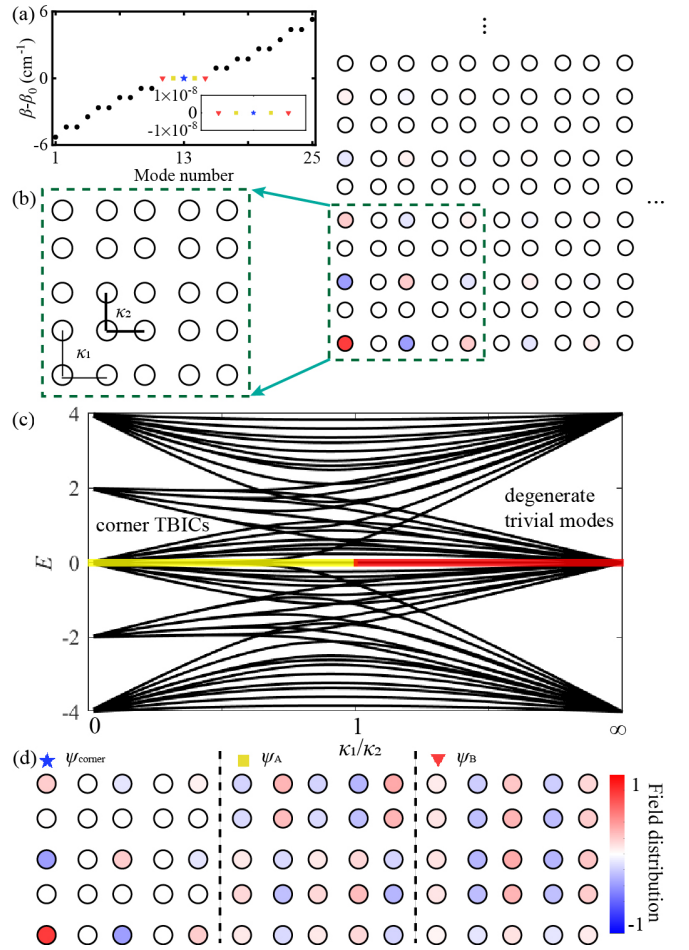 (a)
6
0
-6
β-β₀ (cm⁻¹)
1×10⁻⁸
0
-1×10⁻⁸
1
13
25
Mode number
⋮
⋯
(b)
κ₂
κ₁
(c)
4
2
0
-2
-4
E
corner TBICs
degenerate
trivial modes
0
1
∞
κ₁/κ₂
(d)
ψcorner
ψA
ψB
1
-1
Field distribution